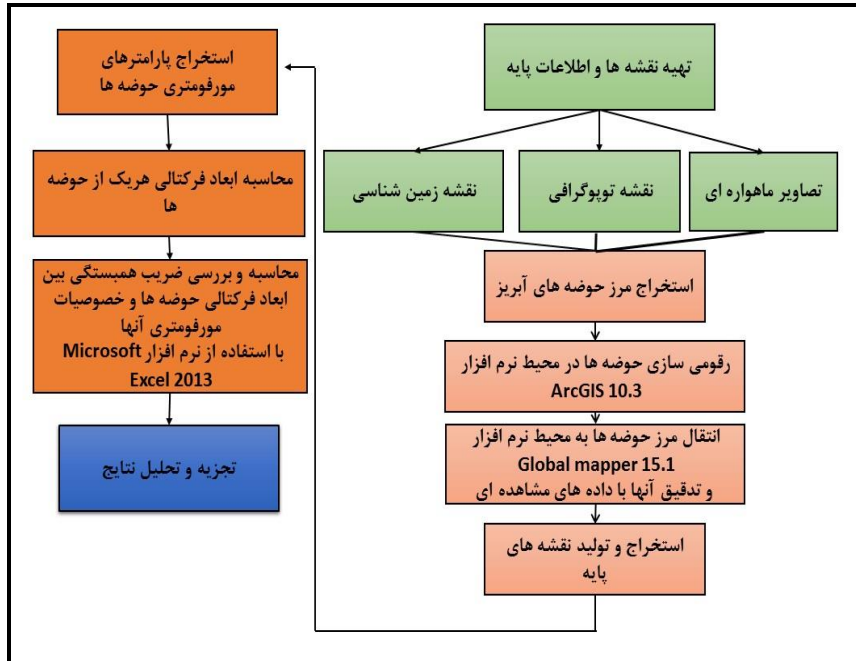 تهیه نقشه ها و اطلاعات پایه
تصاویر ماهواره ای
نقشه توپوگرافی
نقشه زمین شناسی
استخراج مرز حوضه های آبریز
رقومی سازی حوضه ها در محیط نرم افزار
ArcGIS 10.3
انتقال مرز حوضه ها به محیط نرم افزار
Global mapper 15.1
و تدقیق آنها با داده های مشاهده ای
استخراج و تولید نقشه های
پایه
استخراج پارامترهای
مورفومتری حوضه ها
محاسبه ابعاد فرکتالی هریک از حوضه
ها
محاسبه و بررسی ضریب همبستگی بین
ابعاد فرکتالی حوضه ها و خصوصیات
مورفومتری آنها
با استفاده از نرم افزار Microsoft
Excel 2013
تجزیه و تحلیل نتایج